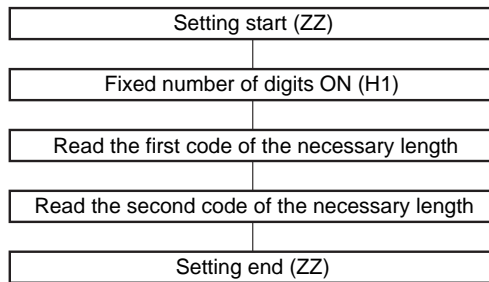 Setting start (ZZ)
Fixed number of digits ON (H1)
Read the first code of the necessary length
Read the second code of the necessary length
Setting end (ZZ)